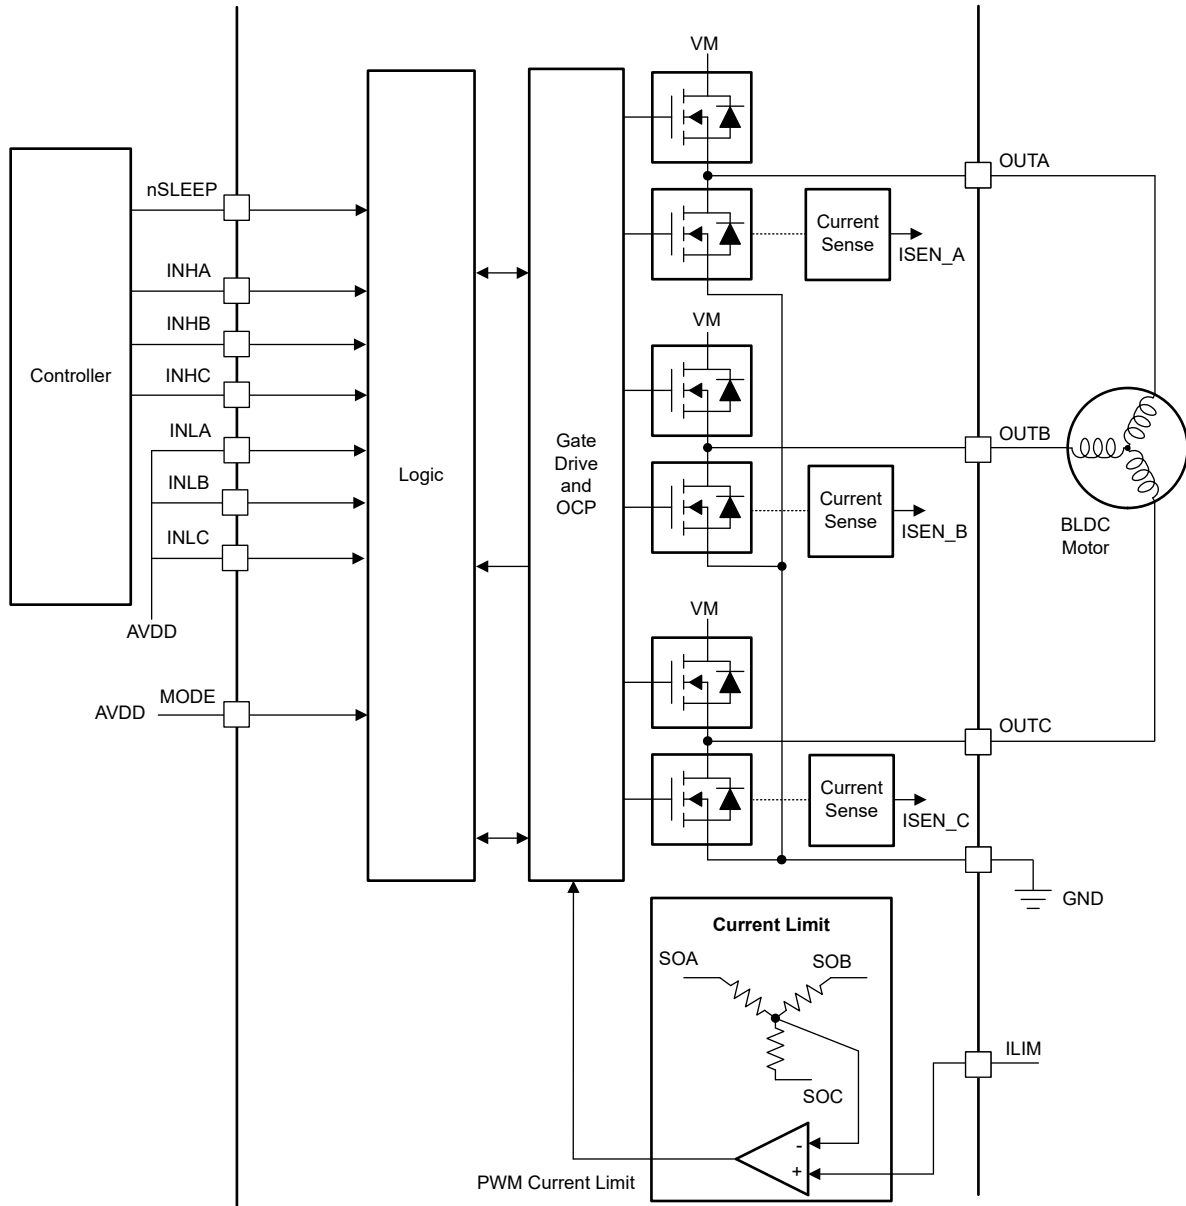 VM
nSLEEP
OUTA
Current
Sense
ISEN_A
INHA
INHB
VM
INHC
Controller
INLA
INLB
INLC
AVDD
MODE
AVDD
Logic
Gate
Drive
and
OCP
OUTB
Current
Sense
ISEN_B
BLDC
Motor
VM
OUTC
Current
Sense
ISEN_C
GND
Current Limit
SOA
SOB
SOC
ILIM
-
+
PWM Current Limit